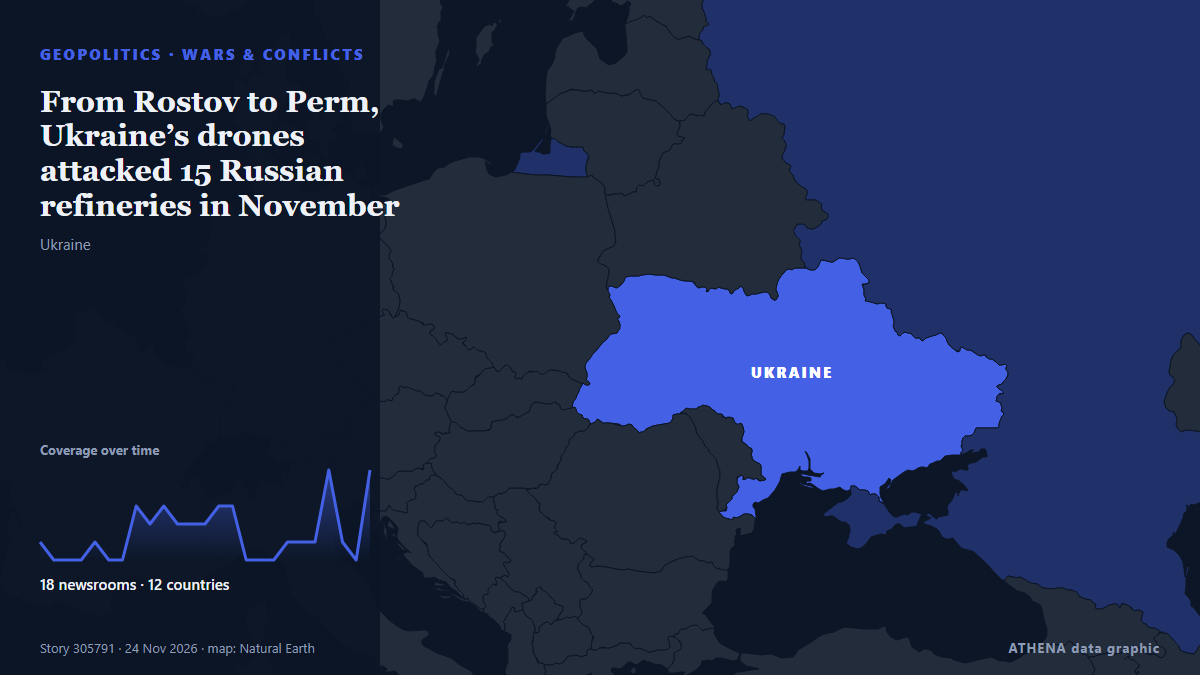 GEOPOLITICS · WARS & CONFLICTS
From Rostov to Perm,
Ukraine’s drones
attacked 15 Russian
refineries in November
Ukraine
UKRAINE
Coverage over time
18 newsrooms · 12 countries
Story 305791 · 24 Nov 2026 · map: Natural Earth
ATHENA data graphic